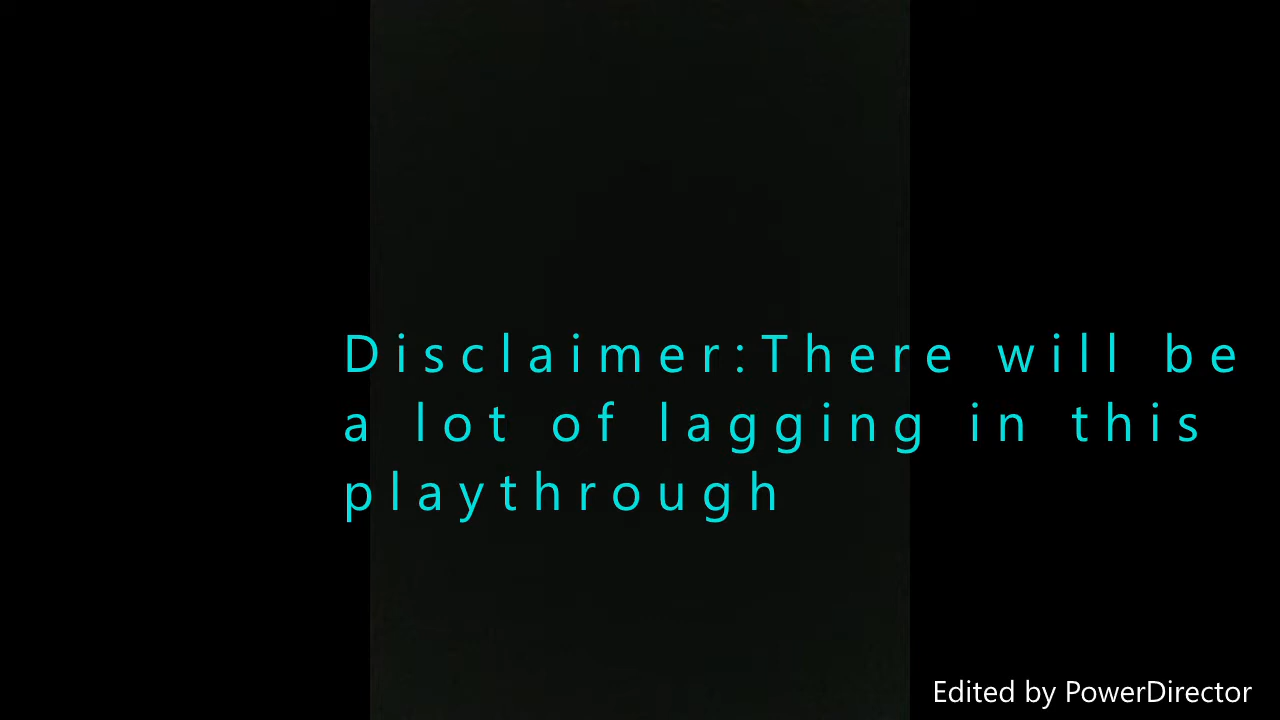 Disclaimer:There will be
a lot of lagging in this
playthrough
Edited by PowerDirector